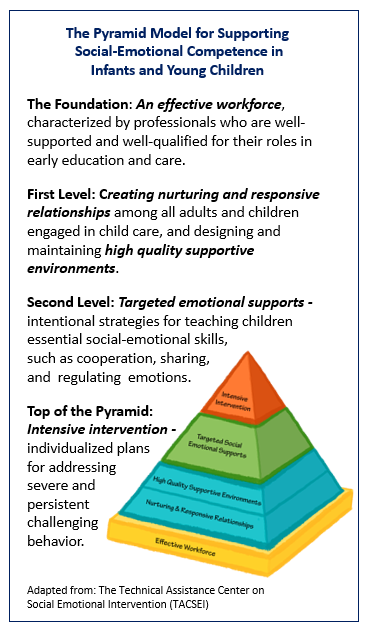 The Pyramid Model for Supporting
Social-Emotional Competence in
Infants and Young Children
The Foundation: An effective workforce,
characterized by professionals who are well-
supported and well-qualified for their roles in
early education and care.
First Level: Creating nurturing and responsive
relationships among all adults and children
engaged in child care, and designing and
maintaining high quality supportive
environments.
Second Level: Targeted emotional supports -
intentional strategies for teaching children
essential social-emotional skills,
such as cooperation, sharing,
and regulating emotions.
Top of the Pyramid:
Intensive intervention -
individualized plans
for addressing
severe and
persistent
challenging
behavior.
Intensive
Intervention
Targeted Social
Emotional Supports
High Quality Supportive Environments
Nurturing & Responsive Relationships
Effective Workforce
Adapted from: The Technical Assistance Center on
Social Emotional Intervention (TACSEI)